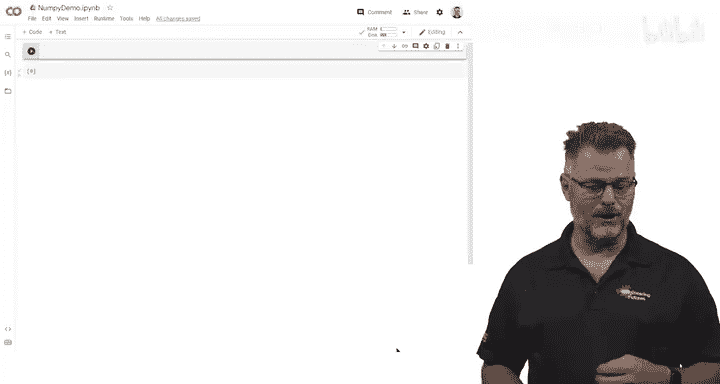 NumpyDemo.ipynb
Comment
Share
File Edit View Insert Runtime Tools Help All changes saved
+ Code + Text
RAM
Disk
Editing